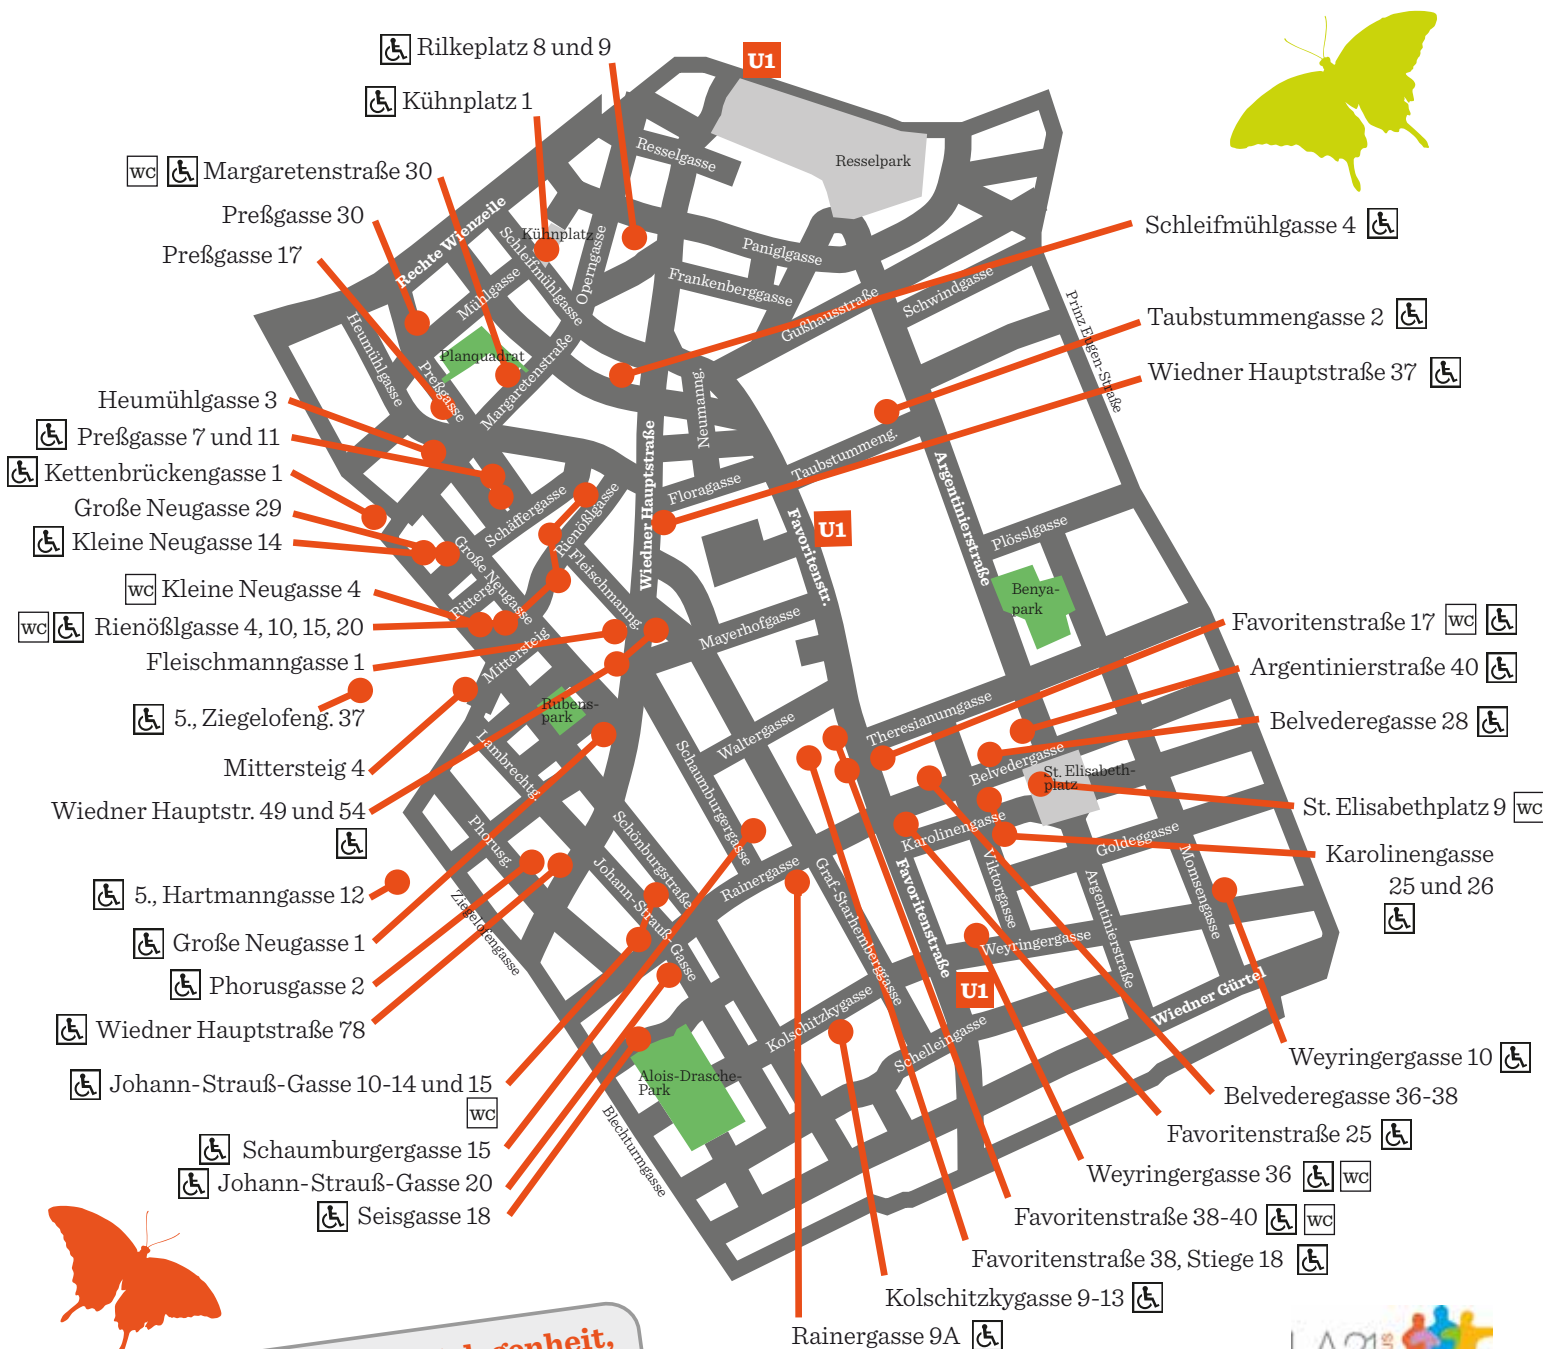 Rilkeplatz 8 und 9
U1
Kühnplatz 1
WC Margaretenstraße 30
Preßgasse 30
Preßgasse 17
Heumühlgasse 3
Preßgasse 7 und 11
Kettenbrückengasse 1
Große Neugasse 29
Kleine Neugasse 14
WC Kleine Neugasse 4
WC Rienößlgasse 4, 10, 15, 20
Fleischmanngasse 1
5., Ziegelofeng. 37
Mittersteig 4
Wiedner Hauptstr. 49 und 54
5., Hartmanngasse 12
Große Neugasse 1
Phorusgasse 2
Wiedner Hauptstraße 78
Johann-Strauß-Gasse 10-14 und 15
WC
Schaumburgergasse 15
Johann-Strauß-Gasse 20
Seisgasse 18
Schleifmühlgasse 4
Taubstummengasse 2
Wiedner Hauptstraße 37
Favoritenstraße 17 WC
Argentinierstraße 40
Belvederegasse 28
St. Elisabethplatz 9 WC
Karolinengasse
25 und 26
Weyringergasse 10
Belvederegasse 36-38
Favoritenstraße 25
Weyringergasse 36 WC
Favoritenstraße 38-40 WC
Favoritenstraße 38, Stiege 18
Kolschitzkygasse 9-13
Rainergasse 9A
Resselgasse
Resselpark
Rechte Wienzeile
Kühnplatz
Schleifmühlgasse
Operngasse
Paniglgasse
Frankenberggasse
Mühlgasse
Gußhausstraße
Schwindgasse
Prinz Eugen-Straße
Heumühlgasse
Planquadrat
Preßgasse
Margaretenstraße
Neumanng.
Taubstummeng.
Wiedner Hauptstraße
Floragasse
Favoritenstr.
U1
Argentinierstraße
Plösslgasse
Benya-
park
Schäffergasse
Rienößlgasse
Große Neugasse
Ritterg.
Fleischmanng.
Mittersteig
Mayerhofgasse
Rubens-
park
Lambrechtg.
Schaumburgergasse
Waltergasse
Theresianumgasse
Belvedergasse
St. Elisabeth-
platz
Karolinengasse
Goldeggasse
Phorusg.
Schönburgstraße
Johann-Strauß-Gasse
Ziegelofengasse
Rainergasse
Graf-Starhemberggasse
Favoritenstraße
Viktorgasse
Argentinierstraße
Mommsengasse
Weyringergasse
U1
Wiedner Gürtel
Kolschitzkygasse
Schelleingasse
Alois-Drasche-
Park
Blechturmgasse